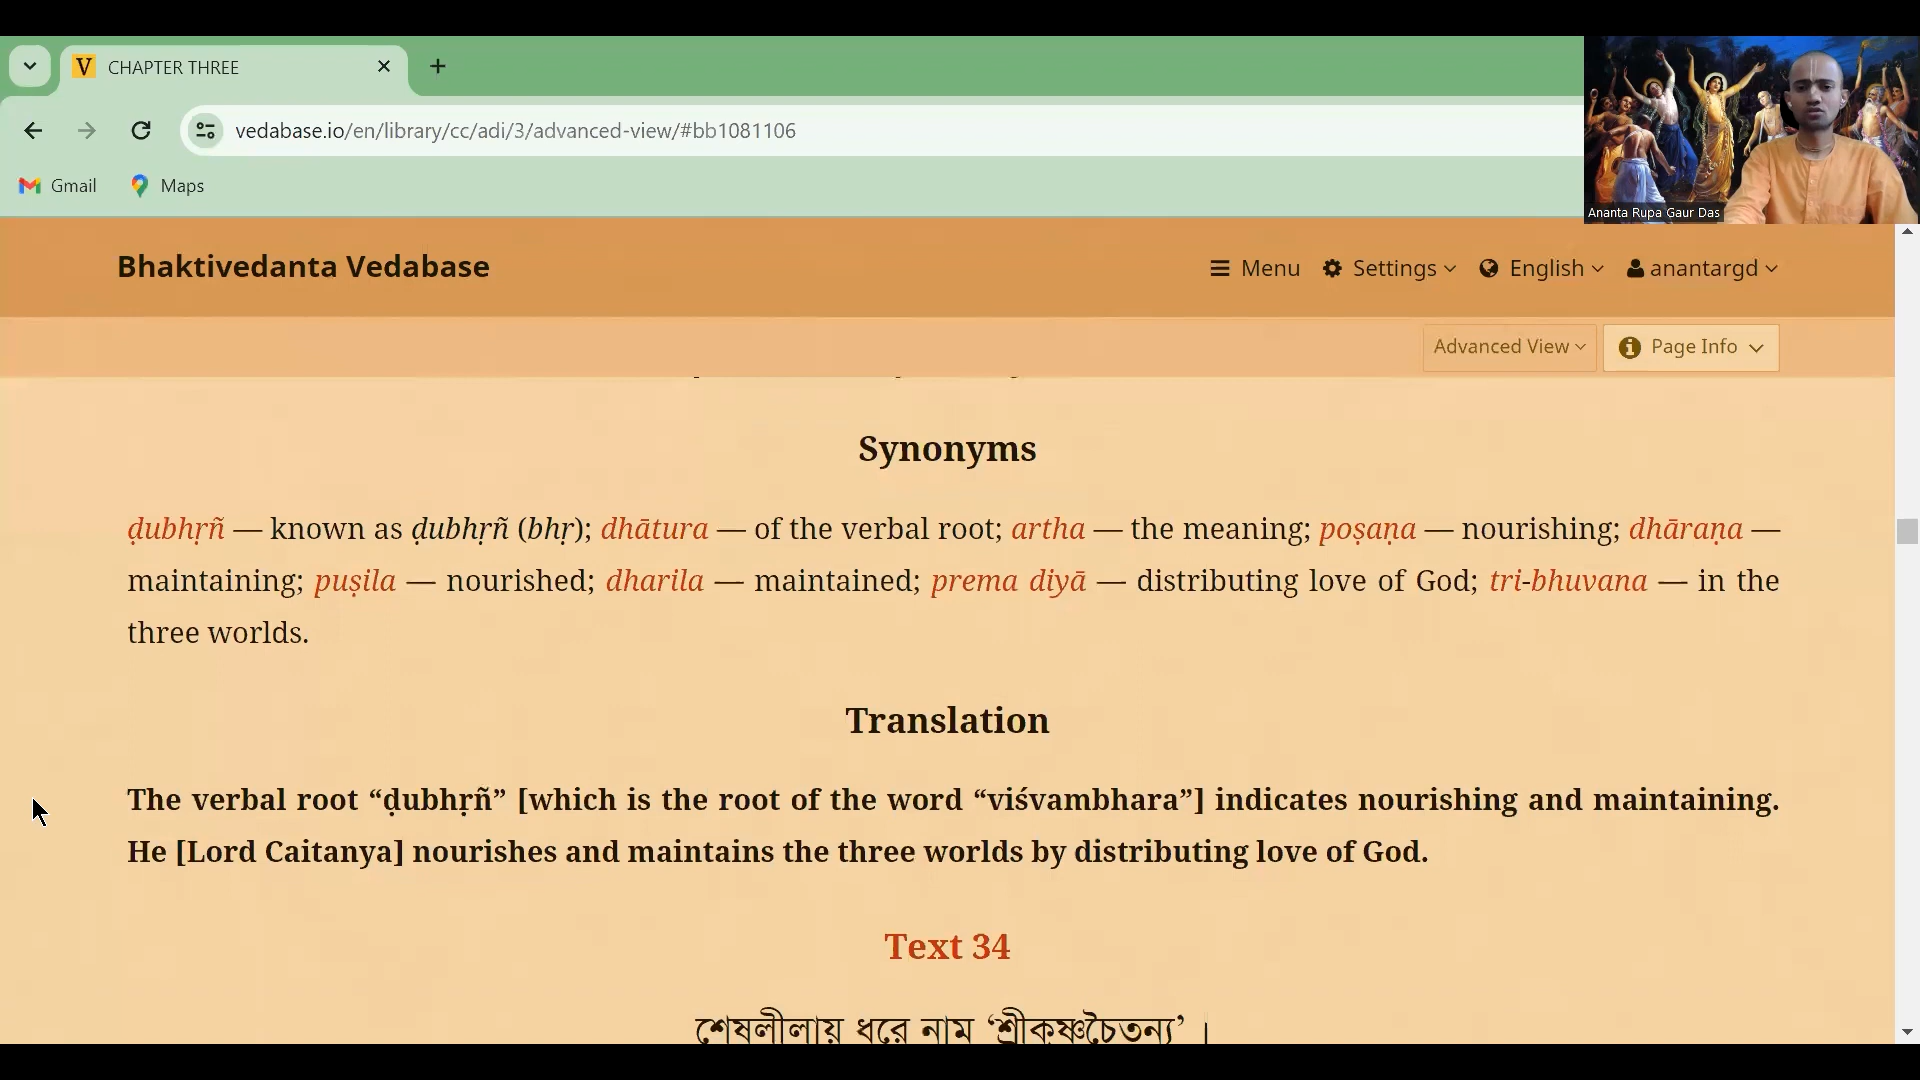 CHAPTER THREE
vedabase.io/en/library/cc/adi/3/advanced-view/#bb1081106
Gmail
Maps
Ananta Rupa Gaur Das
Bhaktivedanta Vedabase
Menu
Settings
English
anantargd
Advanced View
Page Info
Synonyms
ḍubhṛñ — known as ḍubhṛñ (bhṛ); dhātura — of the verbal root; artha — the meaning; poṣaṇa — nourishing; dhāraṇa —
maintaining; puṣila — nourished; dharila — maintained; prema diyā — distributing love of God; tri-bhuvana — in the
three worlds.
Translation
The verbal root “ḍubhṛñ” [which is the root of the word “viśvambhara”] indicates nourishing and maintaining.
He [Lord Caitanya] nourishes and maintains the three worlds by distributing love of God.
Text 34
শেষলীলায় ধরে নাম ‘শ্রীকৃষ্ণচৈতন্য’ ।